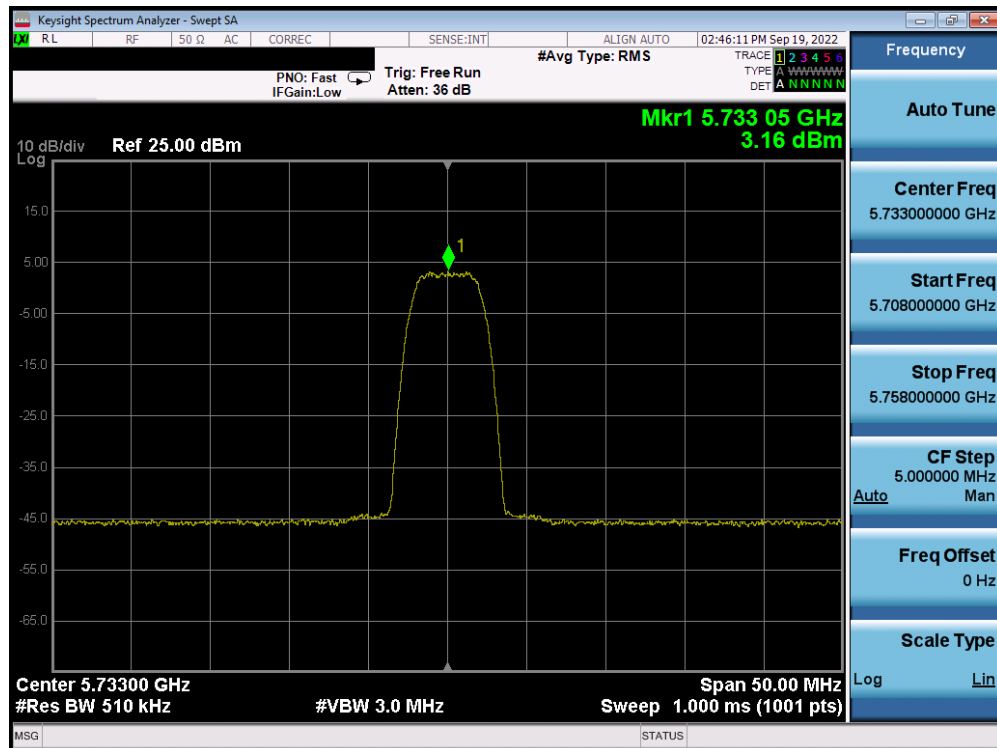 Keysight Spectrum Analyzer - Swept SA
LXI RL RF 50 Ω AC CORREC SENSE:INT ALIGN AUTO 02:46:11 PM Sep 19, 2022
PNO: Fast
IFGain:Low
Trig: Free Run
Atten: 36 dB
#Avg Type: RMS
TRACE 1 2 3 4 5 6
TYPE A WWWWW
DET A N N N N N
Mkr1 5.733 05 GHz
3.16 dBm
10 dB/div Ref 25.00 dBm
Log
15.0
1
5.00
-5.00
-15.0
-25.0
-35.0
-45.0
-55.0
-65.0
Center 5.73300 GHz Span 50.00 MHz
#Res BW 510 kHz #VBW 3.0 MHz Sweep 1.000 ms (1001 pts)
MSG STATUS
Frequency
Auto Tune
Center Freq
5.733000000 GHz
Start Freq
5.708000000 GHz
Stop Freq
5.758000000 GHz
CF Step
5.000000 MHz
Auto Man
Freq Offset
0 Hz
Scale Type
Log Lin